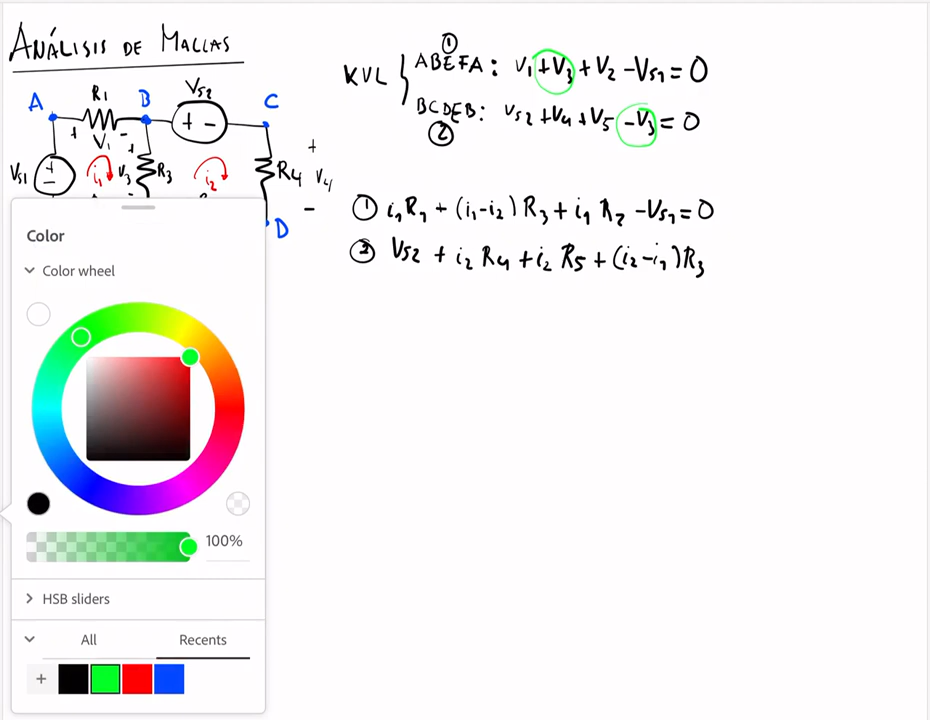 ANÁLISIS DE MALLAS
KVL { ① ABEFA: V1 + V3 + V2 - VS1 = 0
② BCDEB: VS2 + V4 + V5 - V3 = 0
A R1 B VS2 C
+ V1 - + -
VS1 + - i1 + V3 - R3 i2 R4 + V4 -
D
① i1 R1 + (i1-i2) R3 + i1 R2 - VS1 = 0
② VS2 + i2 R4 + i2 R5 + (i2-i1) R3
Color
Color wheel
100%
HSB sliders
All Recents
+